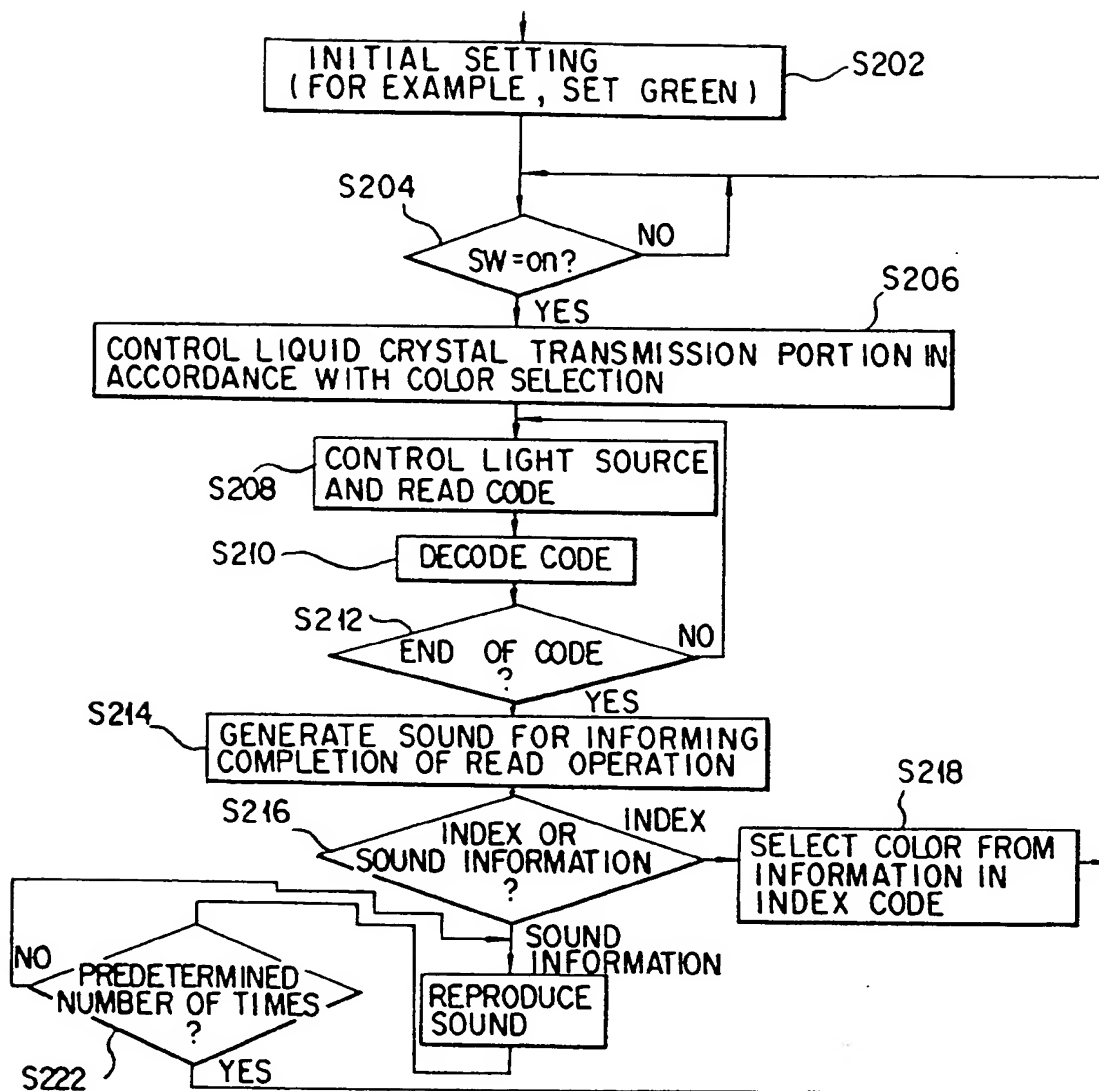 INITIAL SETTING
(FOR EXAMPLE, SET GREEN)
S202
S204
SW=on?
NO
YES
S206
CONTROL LIQUID CRYSTAL TRANSMISSION PORTION IN
ACCORDANCE WITH COLOR SELECTION
S208
CONTROL LIGHT SOURCE
AND READ CODE
S210
DECODE CODE
S212
END OF CODE
?
NO
YES
S214
GENERATE SOUND FOR INFORMING
COMPLETION OF READ OPERATION
S216
INDEX OR
SOUND INFORMATION
?
INDEX
S218
SELECT COLOR FROM
INFORMATION IN
INDEX CODE
SOUND
INFORMATION
REPRODUCE
SOUND
NO
PREDETERMINED
NUMBER OF TIMES
?
S222
YES